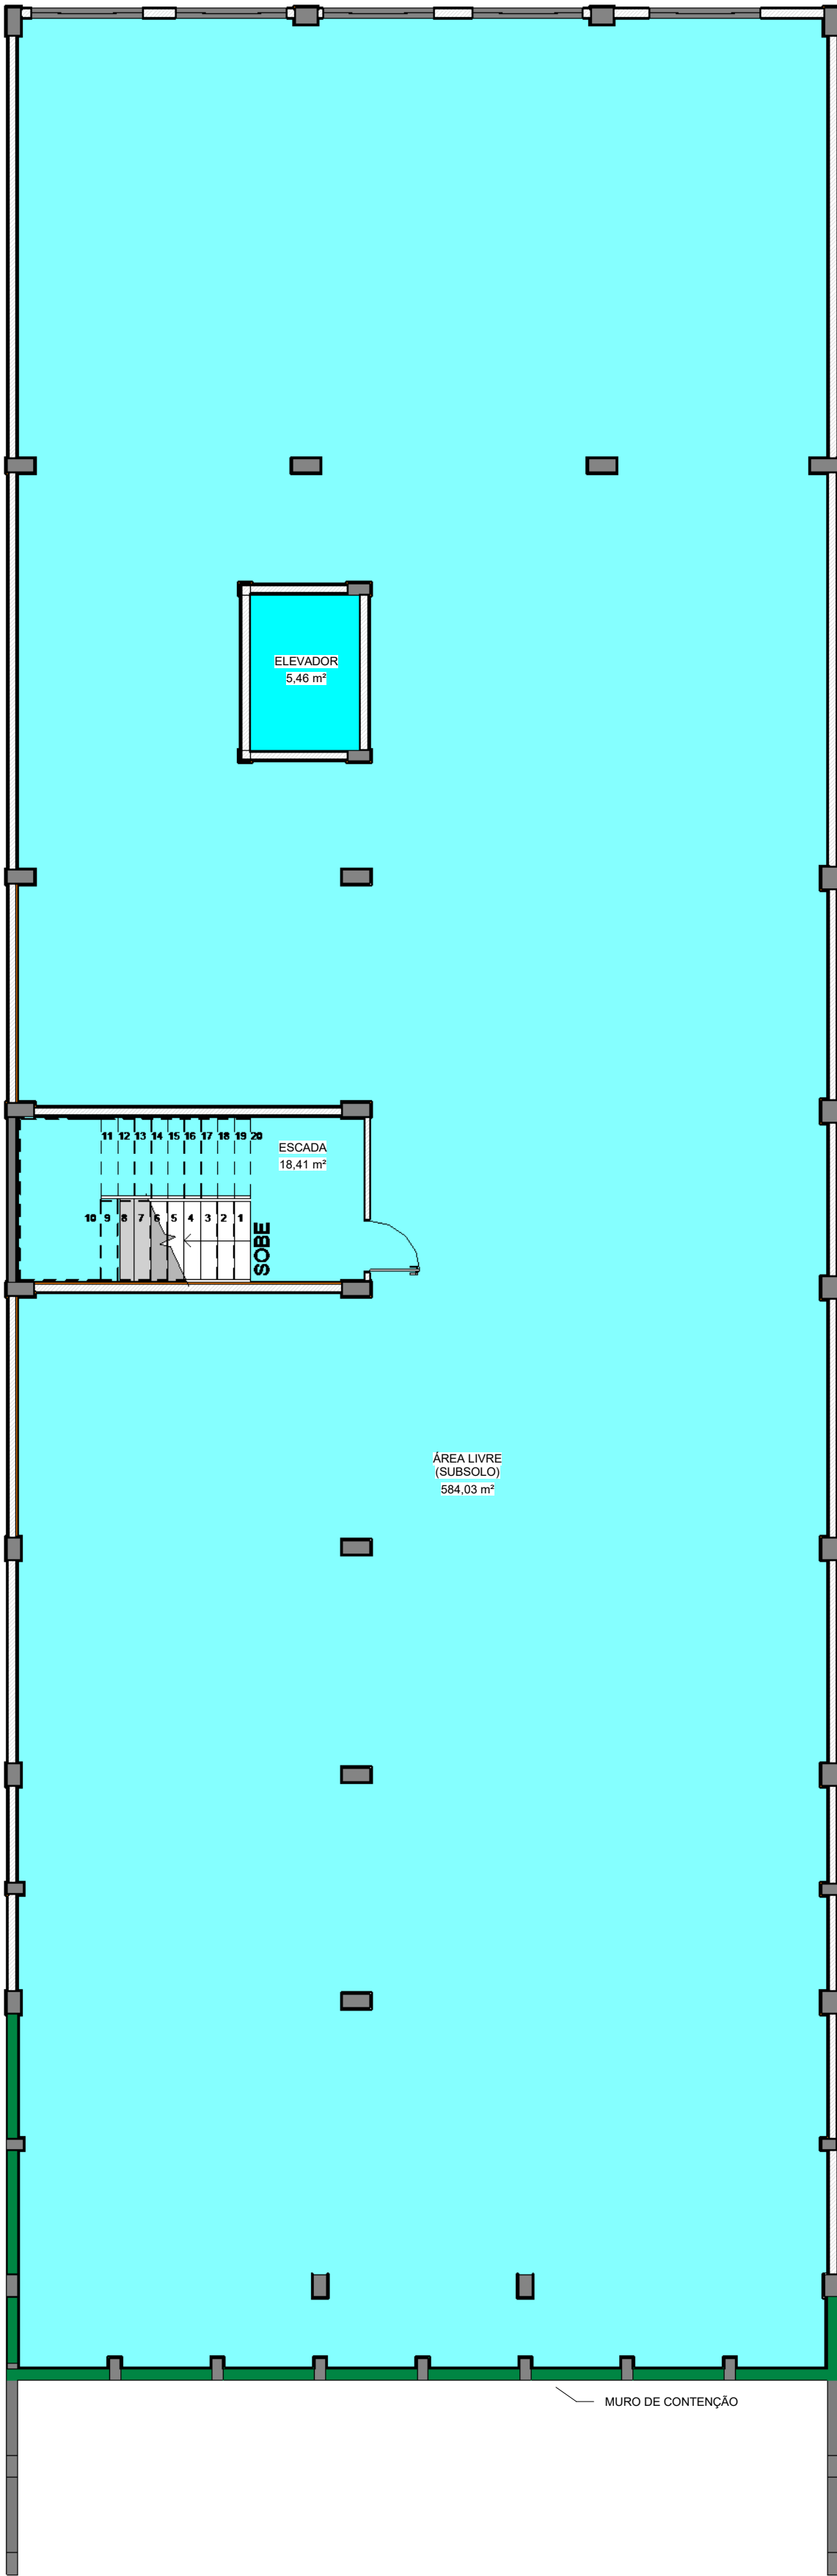 ELEVADOR
5,46 m²
11 12 13 14 15 16 17 18 19 20
ESCADA
18,41 m²
10 9 8 7 6 5 4 3 2 1
SOBE
ÁREA LIVRE
(SUBSOLO)
584,03 m²
MURO DE CONTENÇÃO